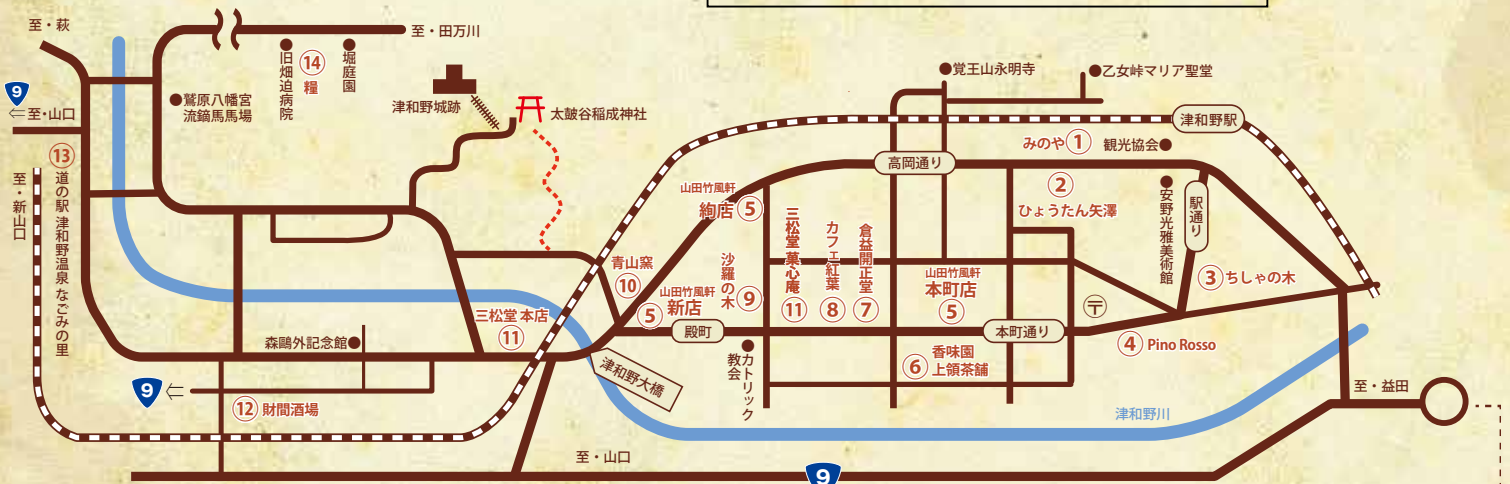 至・萩
9
⇐至・山口
⑬
道の駅 津和野温泉 なごみの里
至・新山口
鷲原八幡宮
流鏑馬馬場
旧畑迫病院
⑭
糧
堀庭園
至・田万川
津和野城跡
太皷谷稲成神社
森鷗外記念館
9 ⇐
⑫ 財間酒場
三松堂 本店
⑪
青山窯
⑩
山田竹風軒
⑤ 新店
殿町
津和野大橋
山田竹風軒
絢店 ⑤
沙羅の木
⑨
カトリック
教会
三松堂 菓心庵
⑪
カフェ紅葉
⑧
倉益開正堂
⑦
高岡通り
覚王山永明寺
乙女峠マリア聖堂
津和野駅
みのや ①
観光協会
②
ひょうたん矢澤
安野光雅美術館
駅通り
③ ちしゃの木
山田竹風軒
本町店
⑤
本町通り
〒
④ Pino Rosso
⑥ 香味園
上領茶舗
津和野川
至・益田
至・山口
9